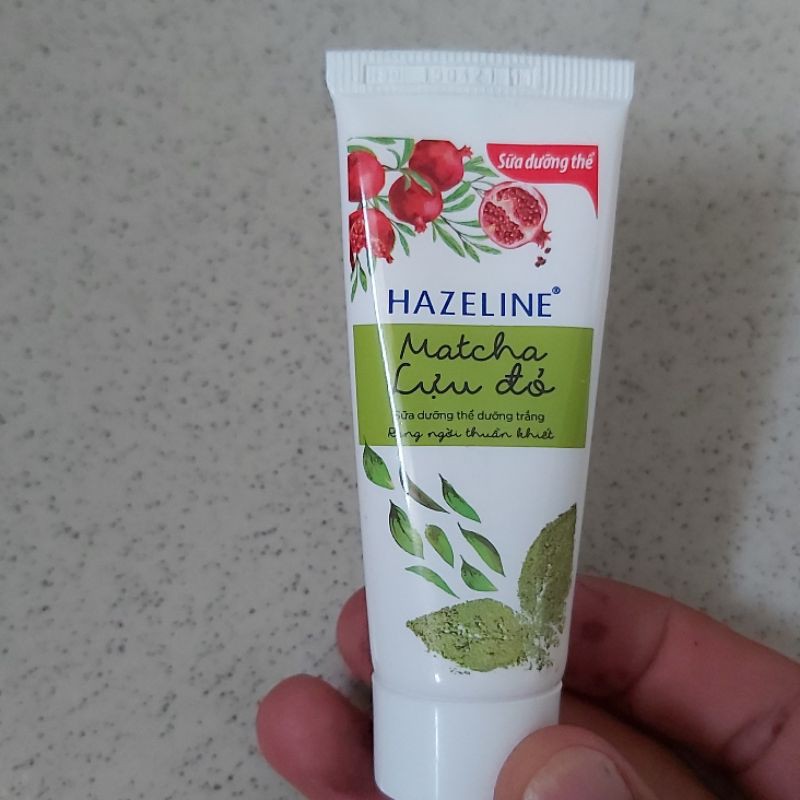 Sữa dưỡng thể
HAZELINE®
Matcha
Lựu đỏ
Sữa dưỡng thể dưỡng trắng
Rạng ngời thuần khiết